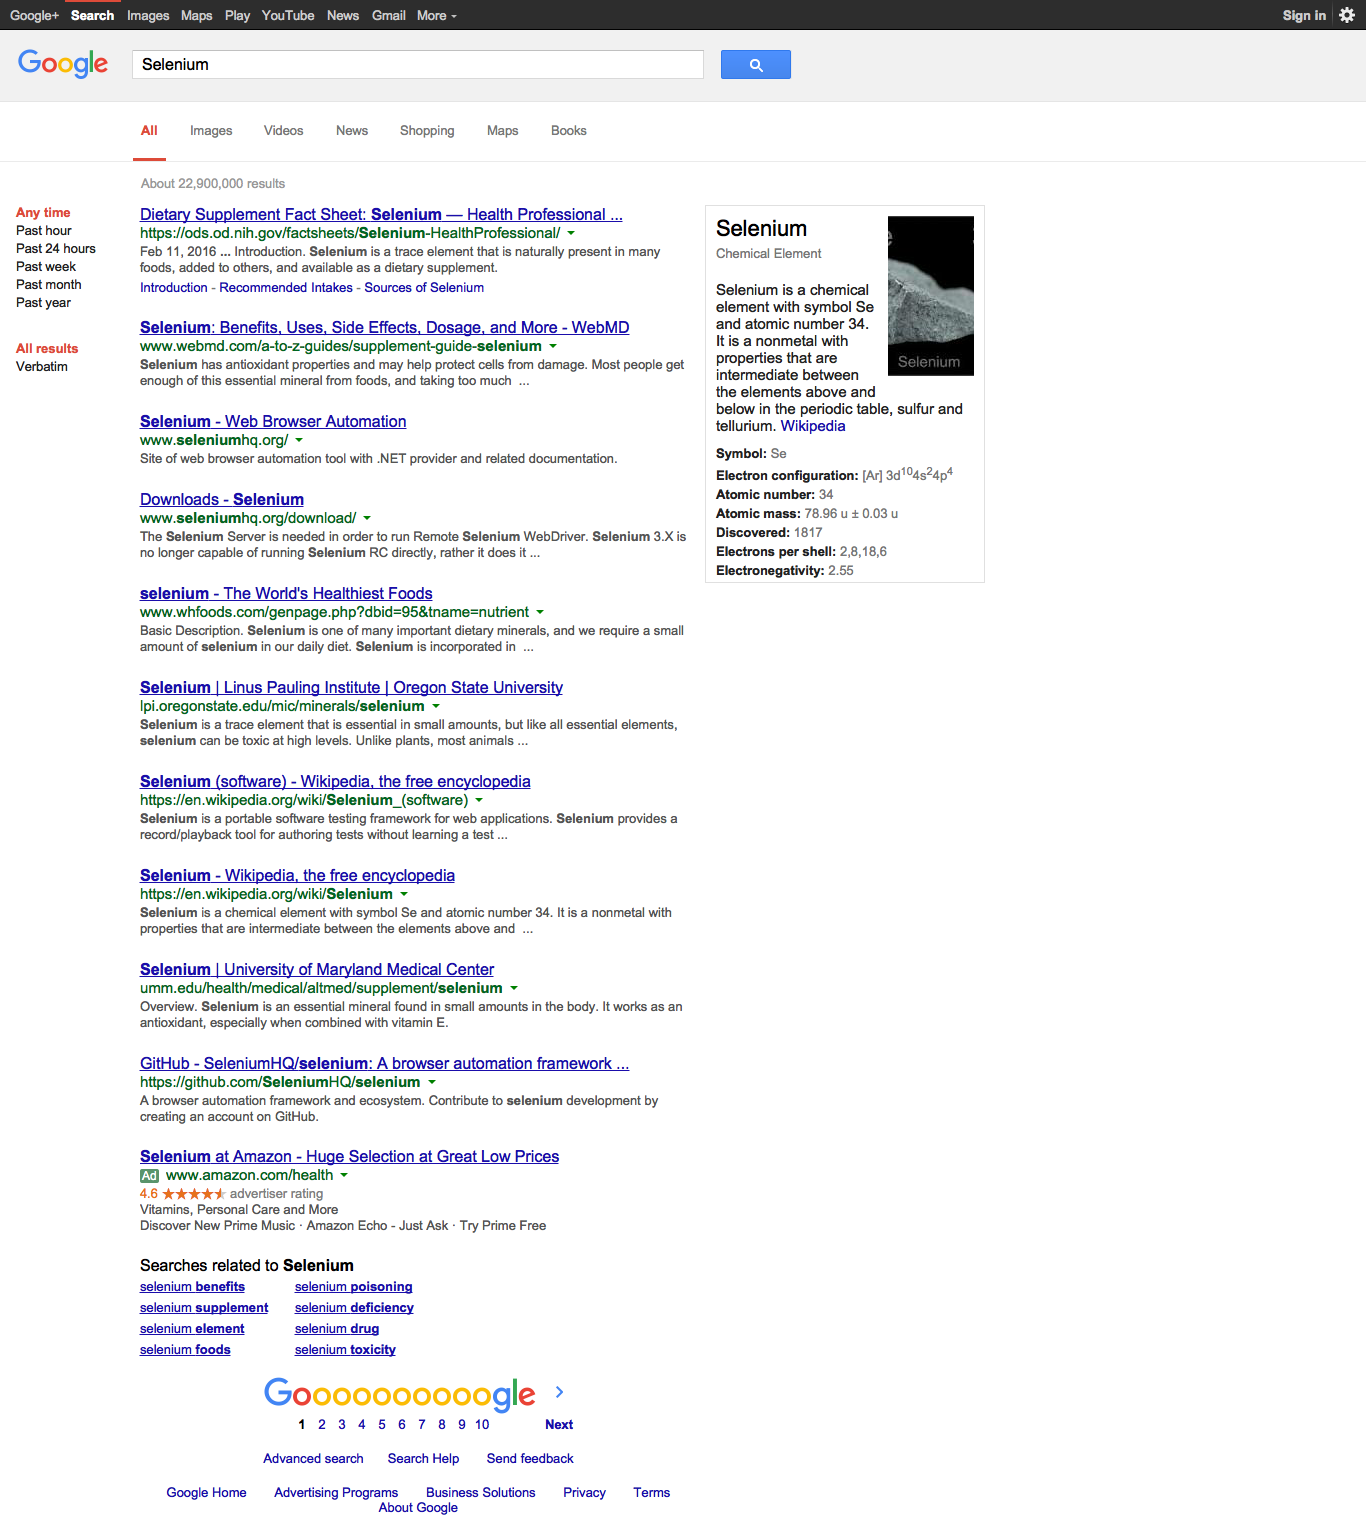 Google+ Search Images Maps Play YouTube News Gmail More Sign in
Google Selenium
All Images Videos News Shopping Maps Books
About 22,900,000 results
Any time
Past hour
Past 24 hours
Past week
Past month
Past year
All results
Verbatim
Dietary Supplement Fact Sheet: Selenium — Health Professional ...
https://ods.od.nih.gov/factsheets/Selenium-HealthProfessional/
Feb 11, 2016 ... Introduction. Selenium is a trace element that is naturally present in many
foods, added to others, and available as a dietary supplement.
Introduction - Recommended Intakes - Sources of Selenium
Selenium: Benefits, Uses, Side Effects, Dosage, and More - WebMD
www.webmd.com/a-to-z-guides/supplement-guide-selenium
Selenium has antioxidant properties and may help protect cells from damage. Most people get
enough of this essential mineral from foods, and taking too much ...
Selenium - Web Browser Automation
www.seleniumhq.org/
Site of web browser automation tool with .NET provider and related documentation.
Downloads - Selenium
www.seleniumhq.org/download/
The Selenium Server is needed in order to run Remote Selenium WebDriver. Selenium 3.X is
no longer capable of running Selenium RC directly, rather it does it ...
selenium - The World's Healthiest Foods
www.whfoods.com/genpage.php?dbid=95&tname=nutrient
Basic Description. Selenium is one of many important dietary minerals, and we require a small
amount of selenium in our daily diet. Selenium is incorporated in ...
Selenium | Linus Pauling Institute | Oregon State University
lpi.oregonstate.edu/mic/minerals/selenium
Selenium is a trace element that is essential in small amounts, but like all essential elements,
selenium can be toxic at high levels. Unlike plants, most animals ...
Selenium (software) - Wikipedia, the free encyclopedia
https://en.wikipedia.org/wiki/Selenium_(software)
Selenium is a portable software testing framework for web applications. Selenium provides a
record/playback tool for authoring tests without learning a test ...
Selenium - Wikipedia, the free encyclopedia
https://en.wikipedia.org/wiki/Selenium
Selenium is a chemical element with symbol Se and atomic number 34. It is a nonmetal with
properties that are intermediate between the elements above and ...
Selenium | University of Maryland Medical Center
umm.edu/health/medical/altmed/supplement/selenium
Overview. Selenium is an essential mineral found in small amounts in the body. It works as an
antioxidant, especially when combined with vitamin E.
GitHub - SeleniumHQ/selenium: A browser automation framework ...
https://github.com/SeleniumHQ/selenium
A browser automation framework and ecosystem. Contribute to selenium development by
creating an account on GitHub.
Selenium at Amazon - Huge Selection at Great Low Prices
Ad www.amazon.com/health
4.6 ★★★★★ advertiser rating
Vitamins, Personal Care and More
Discover New Prime Music · Amazon Echo - Just Ask · Try Prime Free
Selenium
Chemical Element
Selenium is a chemical
element with symbol Se
and atomic number 34.
It is a nonmetal with
properties that are
intermediate between
the elements above and
below in the periodic table, sulfur and
tellurium. Wikipedia
Selenium
Symbol: Se
Electron configuration: [Ar] 3d¹⁰4s²4p⁴
Atomic number: 34
Atomic mass: 78.96 u ± 0.03 u
Discovered: 1817
Electrons per shell: 2,8,18,6
Electronegativity: 2.55
Searches related to Selenium
selenium benefits selenium poisoning
selenium supplement selenium deficiency
selenium element selenium drug
selenium foods selenium toxicity
Goooooooooogle >
1 2 3 4 5 6 7 8 9 10 Next
Advanced search Search Help Send feedback
Google Home Advertising Programs Business Solutions Privacy Terms
About Google